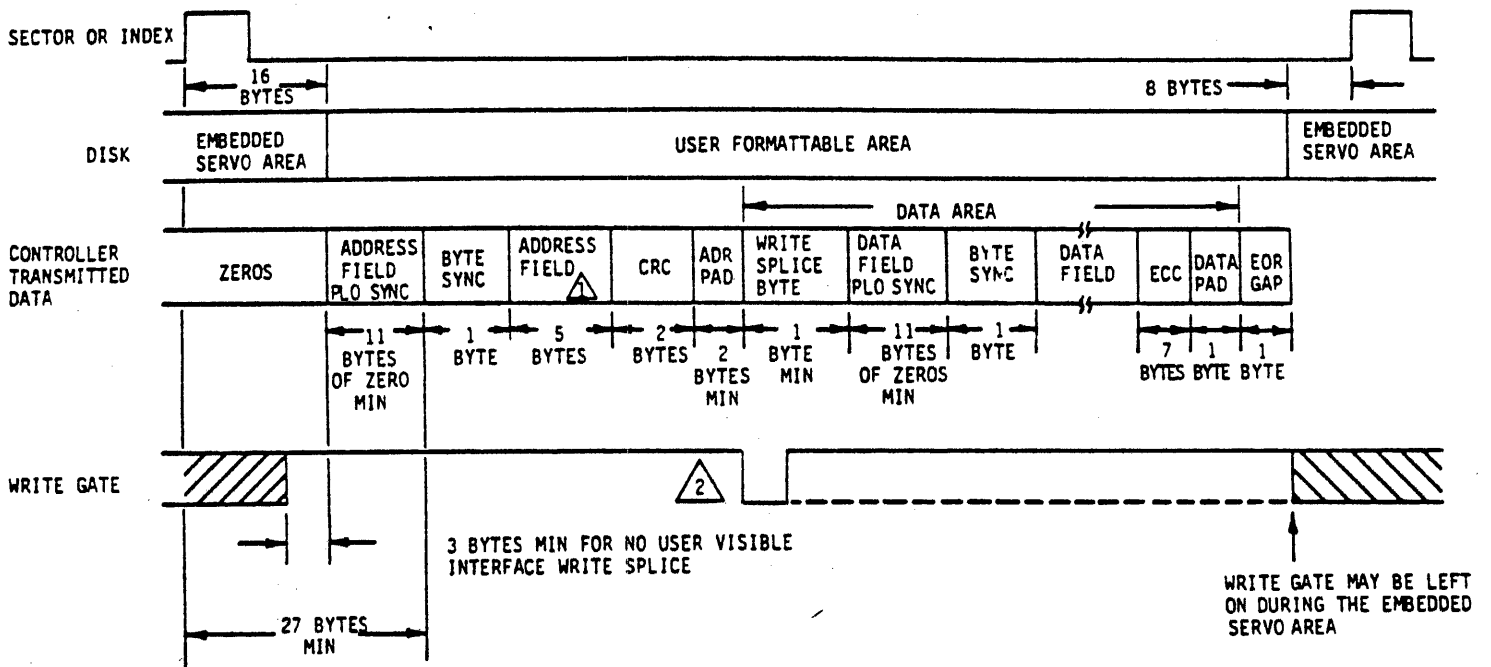 SECTOR OR INDEX
16
BYTES
8 BYTES
DISK
EMBEDDED
SERVO AREA
USER FORMATTABLE AREA
EMBEDDED
SERVO AREA
DATA AREA
CONTROLLER
TRANSMITTED
DATA
ZEROS
ADDRESS
FIELD
PLO SYNC
BYTE
SYNC
ADDRESS
FIELD
1
CRC
ADR
PAD
WRITE
SPLICE
BYTE
DATA
FIELD
PLO SYNC
BYTE
SYNC
DATA
FIELD
ECC
DATA
PAD
EOR
GAP
11
BYTES
OF ZERO
MIN
1
BYTE
5
BYTES
2
BYTES
2
BYTES
MIN
1
BYTE
MIN
11
BYTES
OF ZEROS
MIN
1
BYTE
7
BYTES
1
BYTE
1
BYTE
WRITE GATE
2
3 BYTES MIN FOR NO USER VISIBLE
INTERFACE WRITE SPLICE
27 BYTES
MIN
WRITE GATE MAY BE LEFT
ON DURING THE EMBEDDED
SERVO AREA